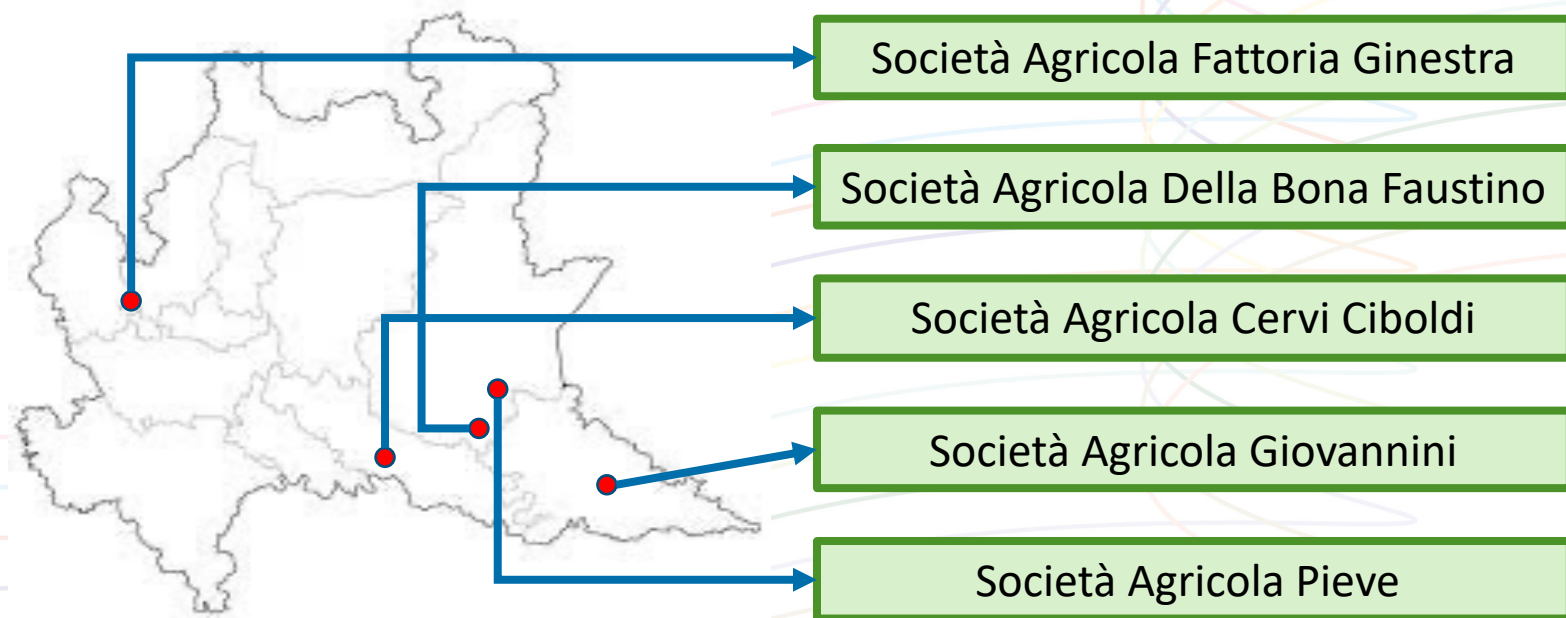 Società Agricola Fattoria Ginestra
Società Agricola Della Bona Faustino
Società Agricola Cervi Ciboldi
Società Agricola Giovannini
Società Agricola Pieve